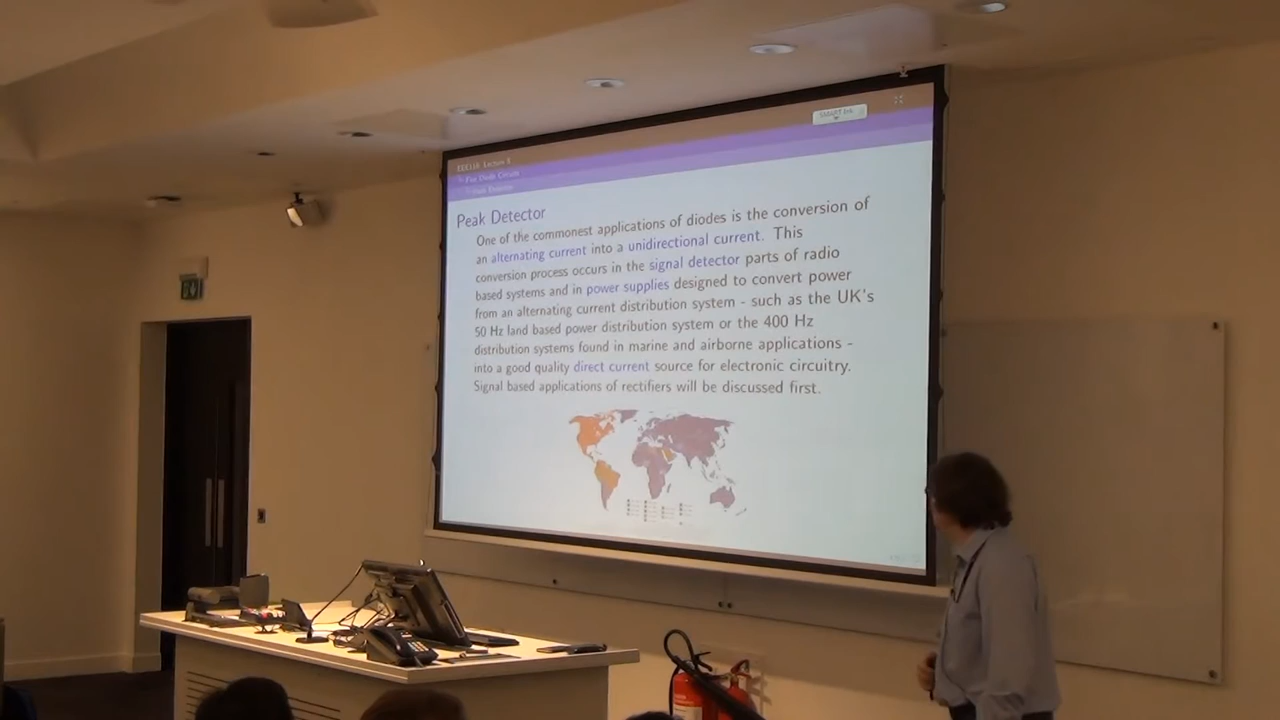 SMART Ink
Lecture 6
Peak Detector
One of the commonest applications of diodes is the conversion of
an alternating current into a unidirectional current. This
conversion process occurs in the signal detector parts of radio
based systems and in power supplies designed to convert power
from an alternating current distribution system - such as the UK's
50 Hz land based power distribution system or the 400 Hz
distribution systems found in marine and airborne applications -
into a good quality direct current source for electronic circuitry.
Signal based applications of rectifiers will be discussed first.